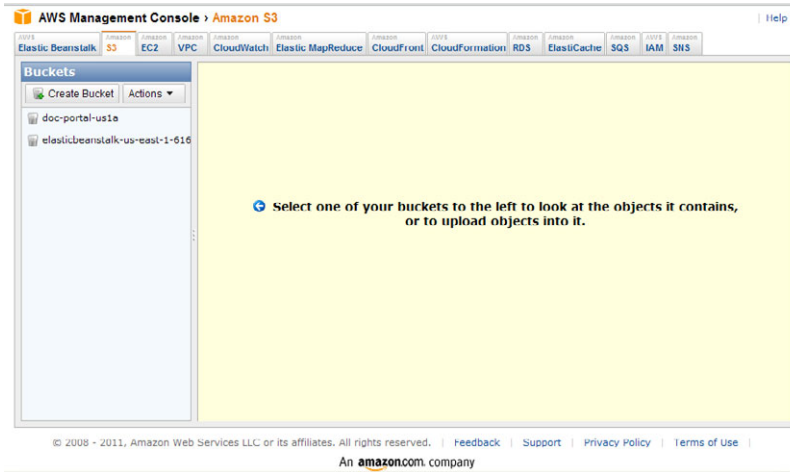 AWS Management Console › Amazon S3
Help
AWS Elastic Beanstalk
Amazon S3
Amazon EC2
Amazon VPC
Amazon CloudWatch
Amazon Elastic MapReduce
Amazon CloudFront
AWS CloudFormation
Amazon RDS
Amazon ElastiCache
Amazon SQS
AWS IAM
Amazon SNS
Buckets
Create Bucket
Actions
doc-portal-us1a
elasticbeanstalk-us-east-1-616
Select one of your buckets to the left to look at the objects it contains,
or to upload objects into it.
© 2008 - 2011, Amazon Web Services LLC or its affiliates. All rights reserved. | Feedback | Support | Privacy Policy | Terms of Use |
An amazon.com. company